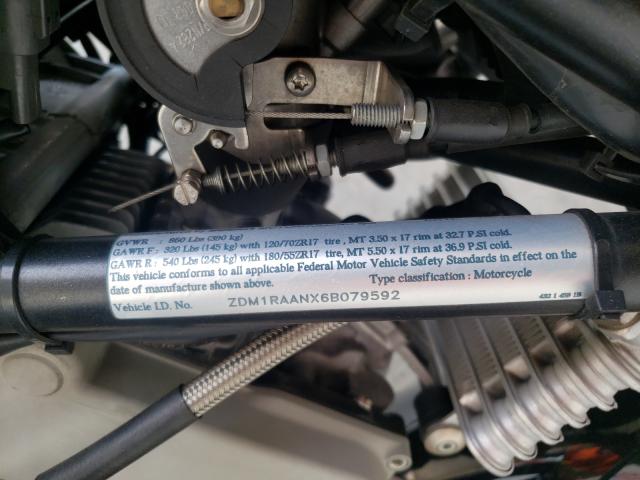 GVWR : 860 Lbs (390 kg)
GAWR F : 320 Lbs (145 kg) with 120/70ZR17 tire , MT 3.50 x 17 rim at 32.7 P.SI cold.
GAWR R : 540 Lbs (245 kg) with 180/55ZR17 tire, MT 5.50 x 17 rim at 36.9 P.SI cold.
This vehicle conforms to all applicable Federal Motor Vehicle Safety Standards in effect on the
date of manufacture shown above. Type classification : Motorcycle
Vehicle I.D. No. ZDM1RAANX6B079592